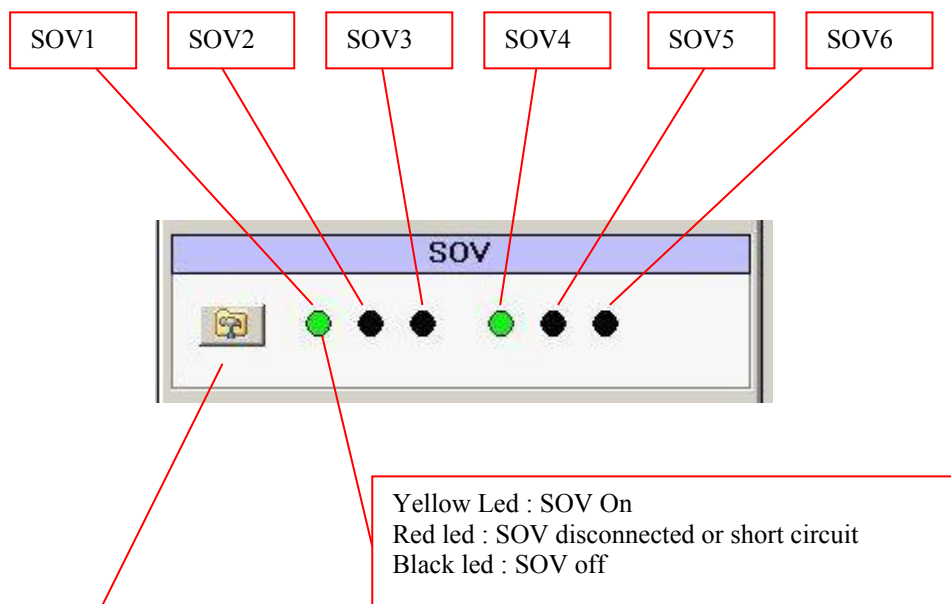 SOV1
SOV2
SOV3
SOV4
SOV5
SOV6
SOV
Yellow Led : SOV On
Red led : SOV disconnected or short circuit
Black led : SOV off